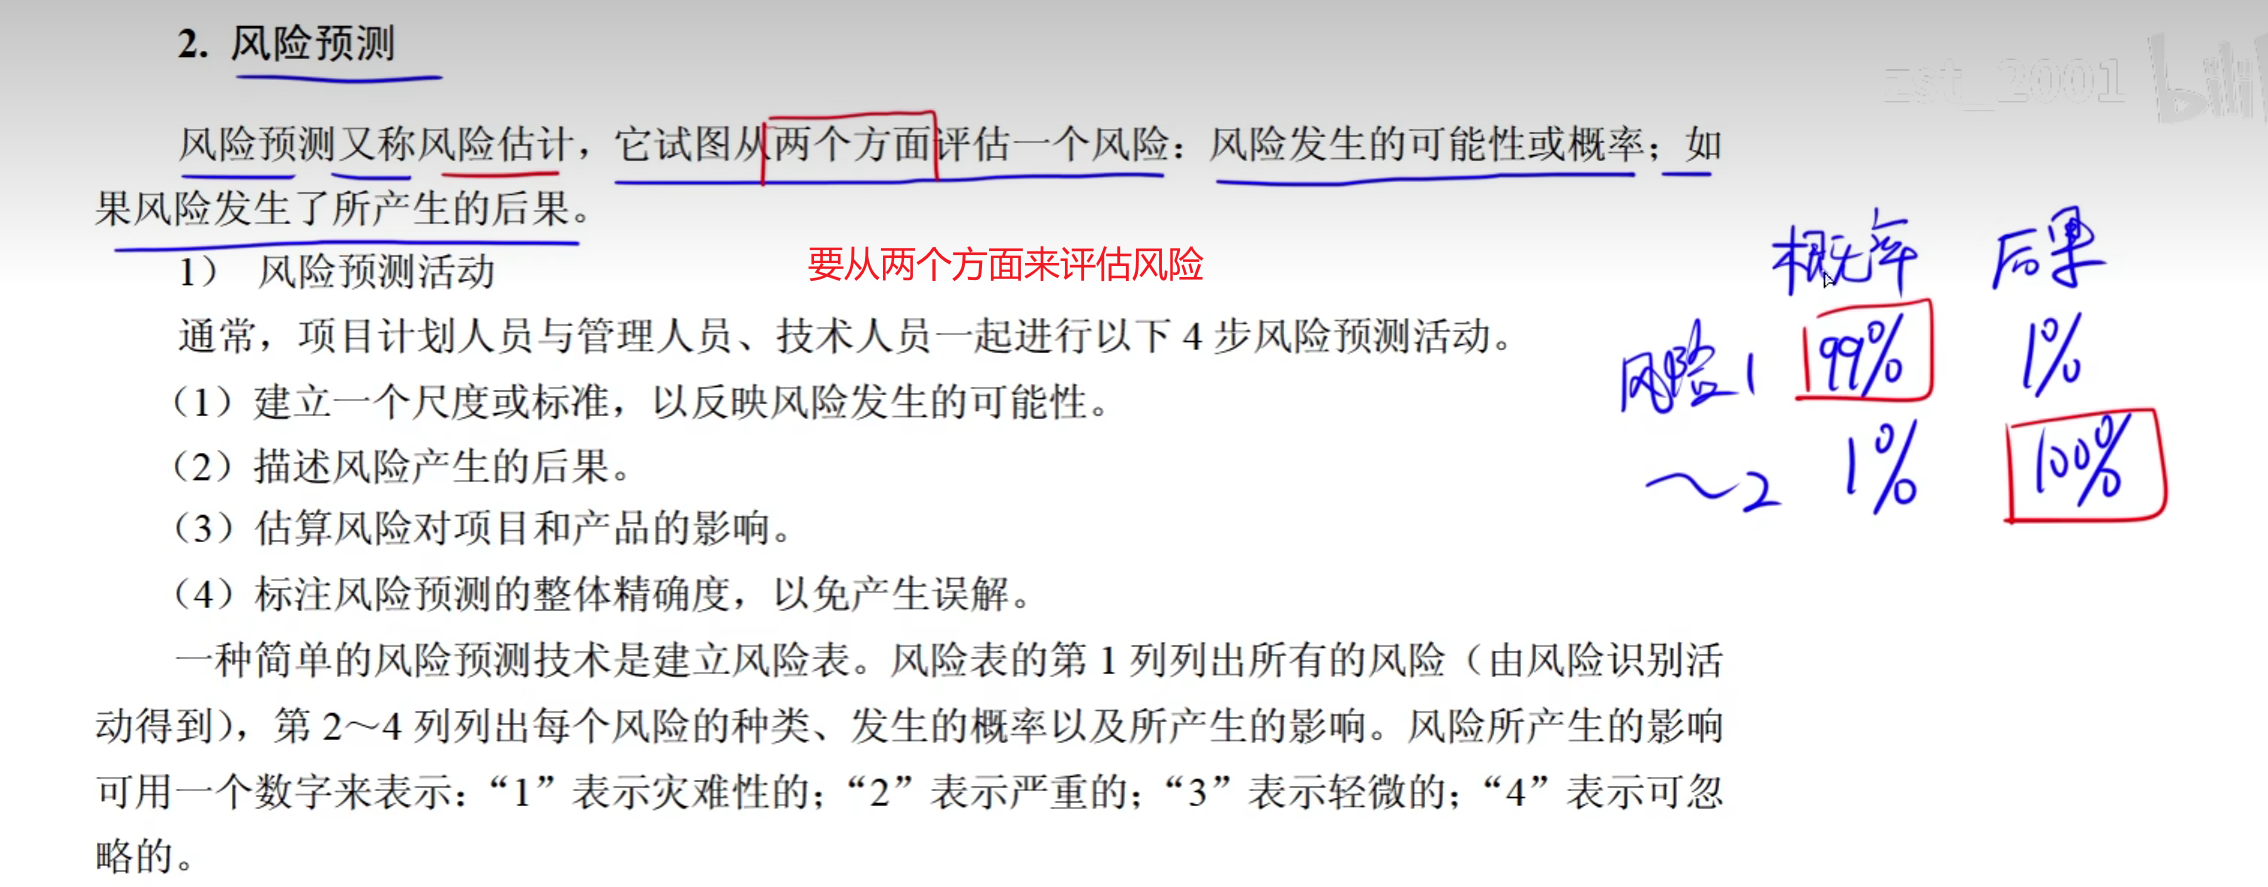 2. 风险预测
zst_2001
bili
风险预测又称风险估计，它试图从两个方面评估一个风险：风险发生的可能性或概率；如
果风险发生了所产生的后果。
要从两个方面来评估风险
概率 后果
1） 风险预测活动
通常，项目计划人员与管理人员、技术人员一起进行以下 4 步风险预测活动。
风险1 99% 1%
（1）建立一个尺度或标准，以反映风险发生的可能性。
（2）描述风险产生的后果。
～2 1% 100%
（3）估算风险对项目和产品的影响。
（4）标注风险预测的整体精确度，以免产生误解。
一种简单的风险预测技术是建立风险表。风险表的第 1 列列出所有的风险（由风险识别活
动得到），第 2～4 列列出每个风险的种类、发生的概率以及所产生的影响。风险所产生的影响
可用一个数字来表示：“1”表示灾难性的；“2”表示严重的；“3”表示轻微的；“4”表示可忽
略的。